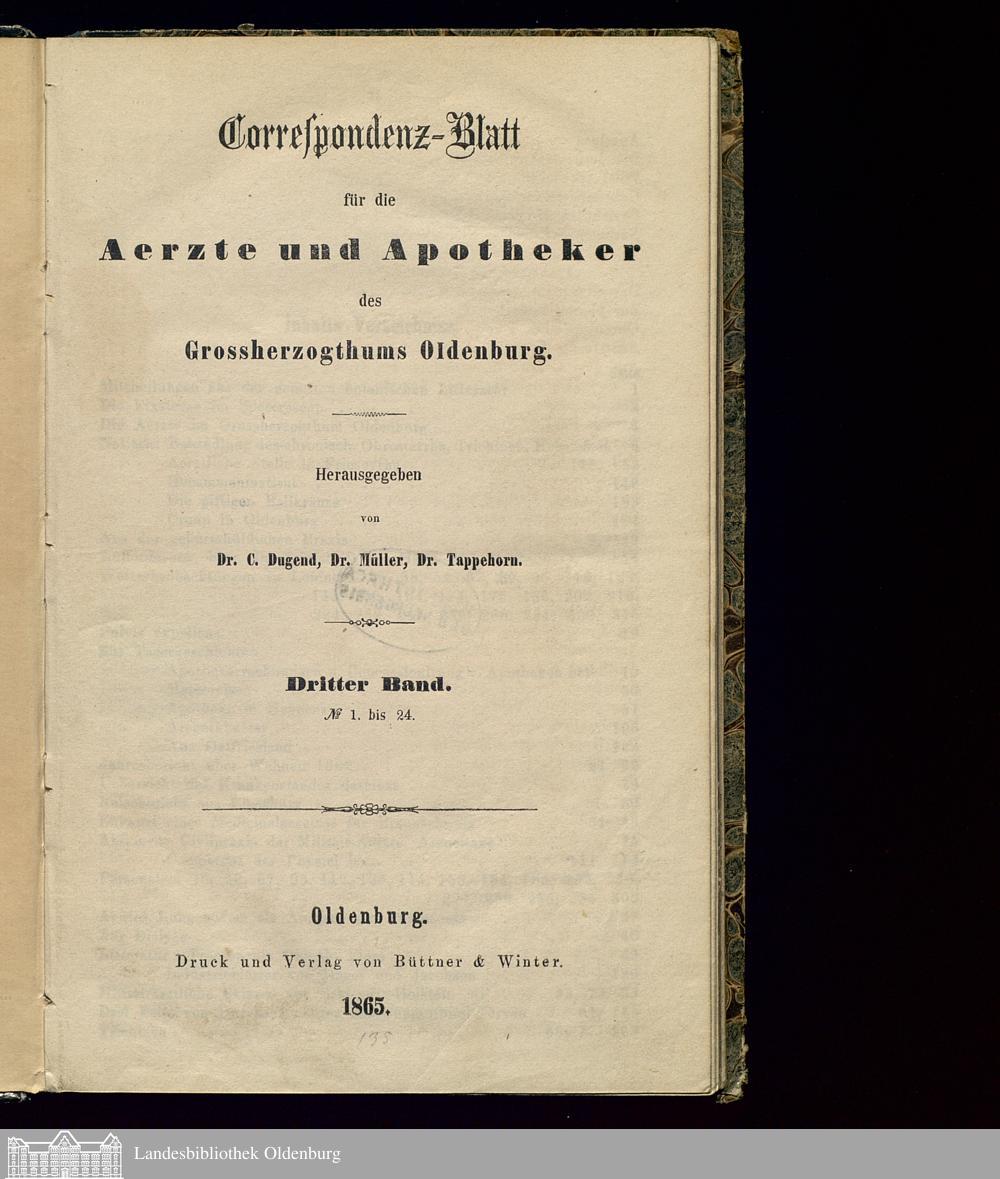 Correſpondenz-Blatt
für die
Aerzte und Apotheker
des
Grossherzogthums Oldenburg.
Herausgegeben
von
Dr. C. Dugend, Dr. Müller, Dr. Tappehorn.
Dritter Band.
№ 1. bis 24.
Oldenburg.
Druck und Verlag von Büttner & Winter.
1865.
135
Landesbibliothek Oldenburg